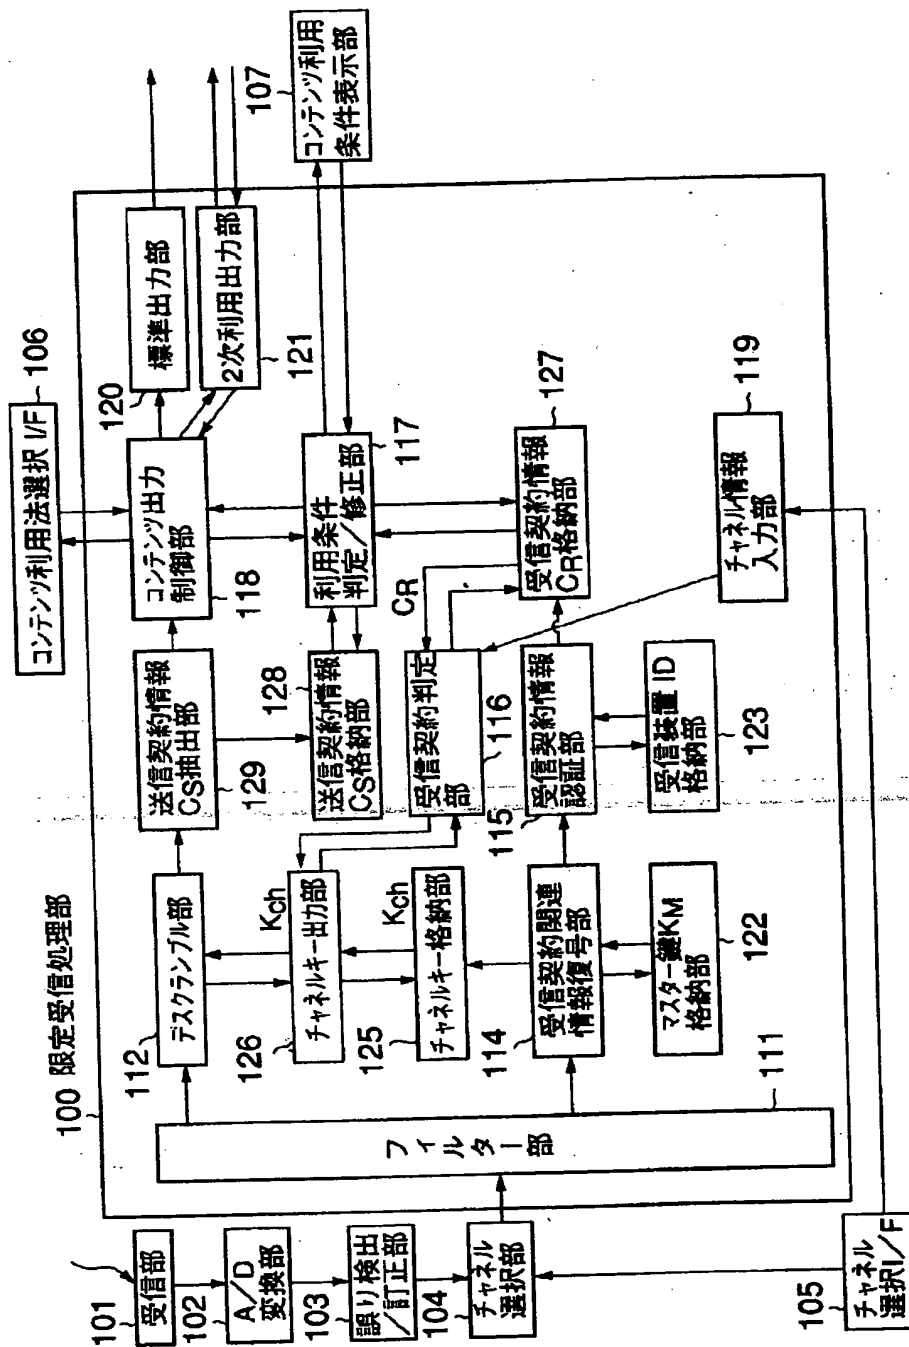 100 限定受信処理部
101
受信部
102
A/D
変換部
103
誤り検出
/訂正部
104
チャネル
選択部
105
チャネル
選択I/F
フィルター部
111
112
デスクランブル部
126
チャネルキー出力部
Kch
125
チャネルキー格納部
Kch
114
受信契約関連
情報復号部
マスター鍵KM
格納部
122
送信契約情報
CS抽出部
129
送信契約情報
CS格納部
128
受信契約判定
部
116
115
受信契約情報
認証部
受信装置ID
格納部
123
コンテンツ出力
制御部
118
利用条件
判定/修正部
117
CR
受信契約情報
CR格納部
127
チャネル情報
入力部
119
120
標準出力部
2次利用出力部
121
コンテンツ利用法選択 I/F
106
107
コンテンツ利用
条件表示部